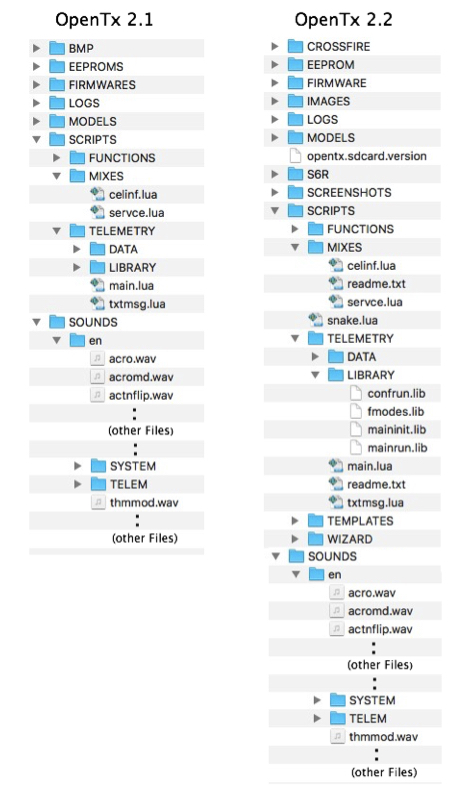 OpenTx 2.1
BMP
EEPROMS
FIRMWARES
LOGS
MODELS
SCRIPTS
FUNCTIONS
MIXES
celinf.lua
servce.lua
TELEMETRY
DATA
LIBRARY
main.lua
txtmsg.lua
SOUNDS
en
acro.wav
acromd.wav
actnflip.wav
(other Files)
SYSTEM
TELEM
thmmod.wav
(other Files)
OpenTx 2.2
CROSSFIRE
EEPROM
FIRMWARE
IMAGES
LOGS
MODELS
opentx.sdcard.version
S6R
SCREENSHOTS
SCRIPTS
FUNCTIONS
MIXES
celinf.lua
readme.txt
servce.lua
snake.lua
TELEMETRY
DATA
LIBRARY
confrun.lib
fmodes.lib
maininit.lib
mainrun.lib
main.lua
readme.txt
txtmsg.lua
TEMPLATES
WIZARD
SOUNDS
en
acro.wav
acromd.wav
actnflip.wav
(other Files)
SYSTEM
TELEM
thmmod.wav
(other Files)